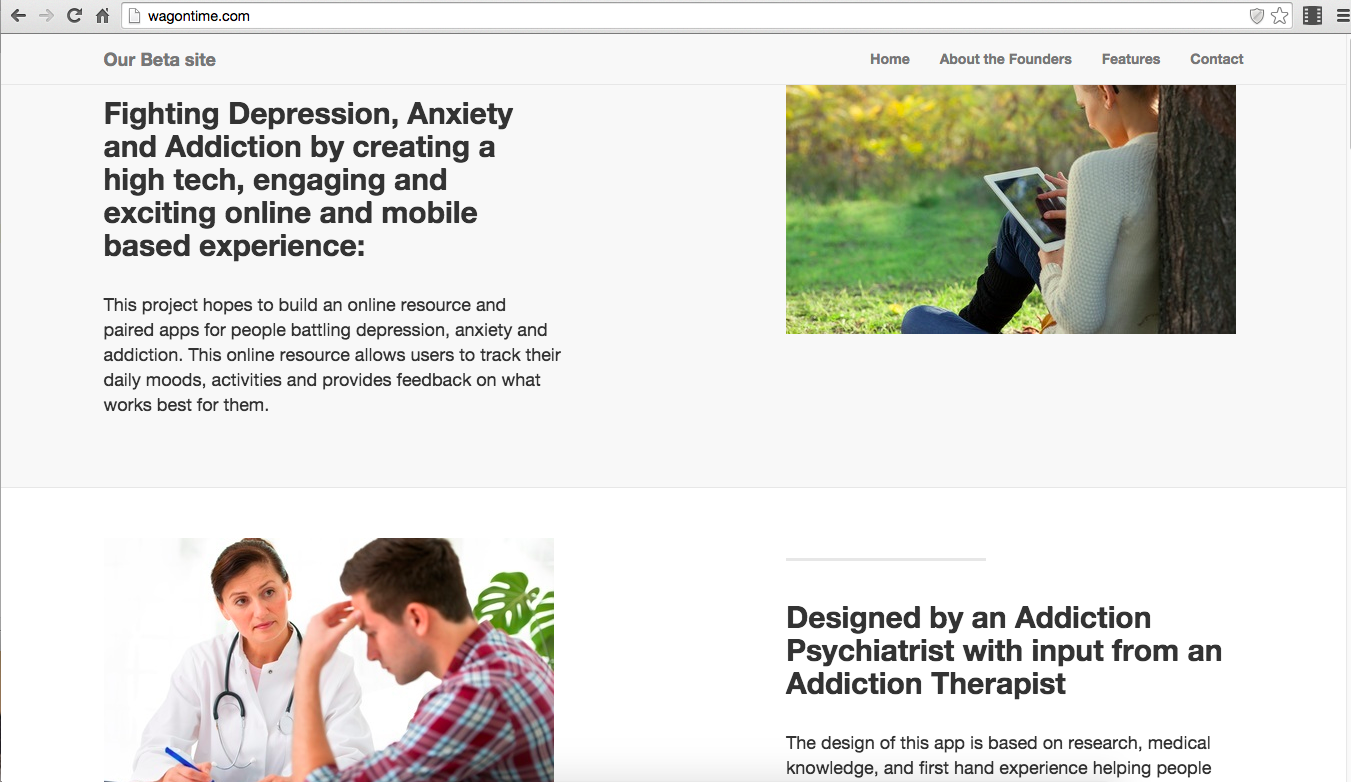 wagontime.com
Our Beta site
Home
About the Founders
Features
Contact
Fighting Depression, Anxiety
and Addiction by creating a
high tech, engaging and
exciting online and mobile
based experience:
This project hopes to build an online resource and
paired apps for people battling depression, anxiety and
addiction. This online resource allows users to track their
daily moods, activities and provides feedback on what
works best for them.
Designed by an Addiction
Psychiatrist with input from an
Addiction Therapist
The design of this app is based on research, medical
knowledge, and first hand experience helping people